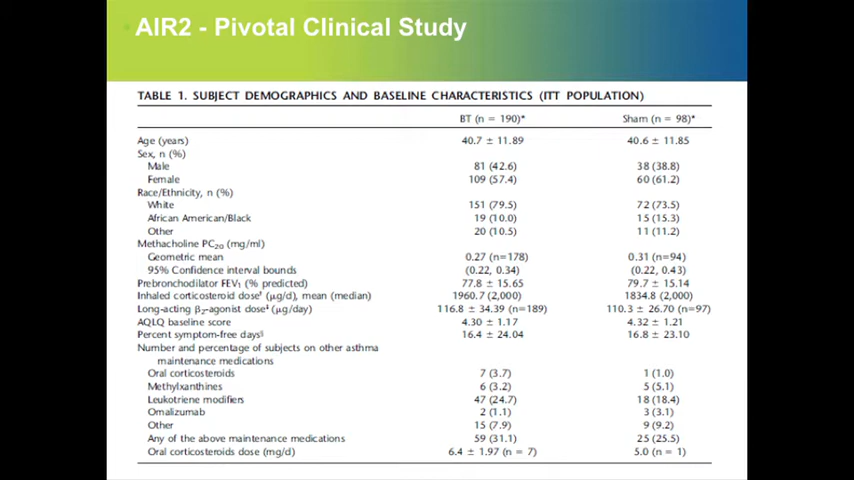 AIR2 - Pivotal Clinical Study
TABLE 1. SUBJECT DEMOGRAPHICS AND BASELINE CHARACTERISTICS (ITT POPULATION)
BT (n = 190)* Sham (n = 98)*
Age (years) 40.7 ± 11.89 40.6 ± 11.85
Sex, n (%)
Male 81 (42.6) 38 (38.8)
Female 109 (57.4) 60 (61.2)
Race/Ethnicity, n (%)
White 151 (79.5) 72 (73.5)
African American/Black 19 (10.0) 15 (15.3)
Other 20 (10.5) 11 (11.2)
Methacholine PC20 (mg/ml)
Geometric mean 0.27 (n=178) 0.31 (n=94)
95% Confidence interval bounds (0.22, 0.34) (0.22, 0.43)
Prebronchodilator FEV1 (% predicted) 77.8 ± 15.65 79.7 ± 15.14
Inhaled corticosteroid dose† (μg/d), mean (median) 1960.7 (2,000) 1834.8 (2,000)
Long-acting β2-agonist dose‡ (μg/day) 116.8 ± 34.39 (n=189) 110.3 ± 26.70 (n=97)
AQLQ baseline score 4.30 ± 1.17 4.32 ± 1.21
Percent symptom-free days§ 16.4 ± 24.04 16.8 ± 23.10
Number and percentage of subjects on other asthma
maintenance medications
Oral corticosteroids 7 (3.7) 1 (1.0)
Methylxanthines 6 (3.2) 5 (5.1)
Leukotriene modifiers 47 (24.7) 18 (18.4)
Omalizumab 2 (1.1) 3 (3.1)
Other 15 (7.9) 9 (9.2)
Any of the above maintenance medications 59 (31.1) 25 (25.5)
Oral corticosteroids dose (mg/d) 6.4 ± 1.97 (n = 7) 5.0 (n = 1)